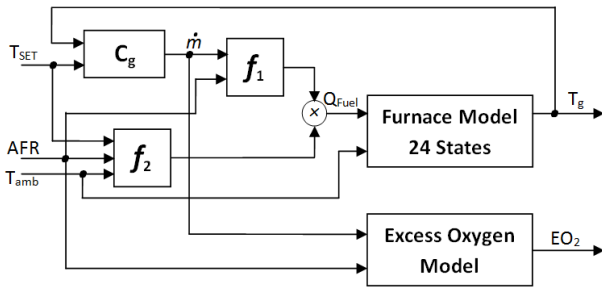 T_SET
C_g
ṁ
f_1
×
Q_Fuel
Furnace Model
24 States
T_g
AFR
f_2
T_amb
Excess Oxygen
Model
EO_2